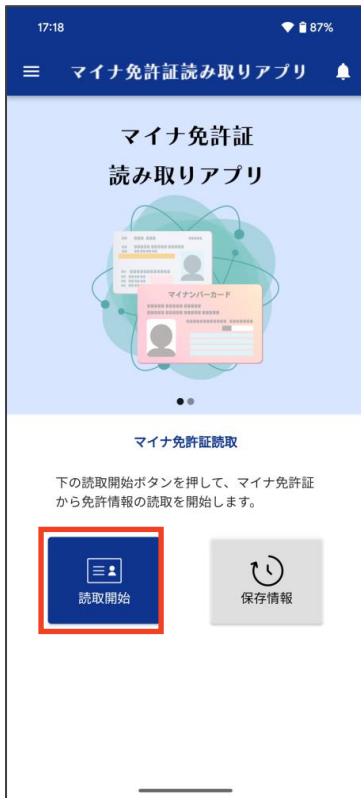 17:18
87%
マイナ免許証読み取りアプリ
マイナ免許証
読み取りアプリ
マイナンバーカード
マイナ免許証読取
下の読取開始ボタンを押して、マイナ免許証
から免許情報の読取を開始します。
読取開始
保存情報